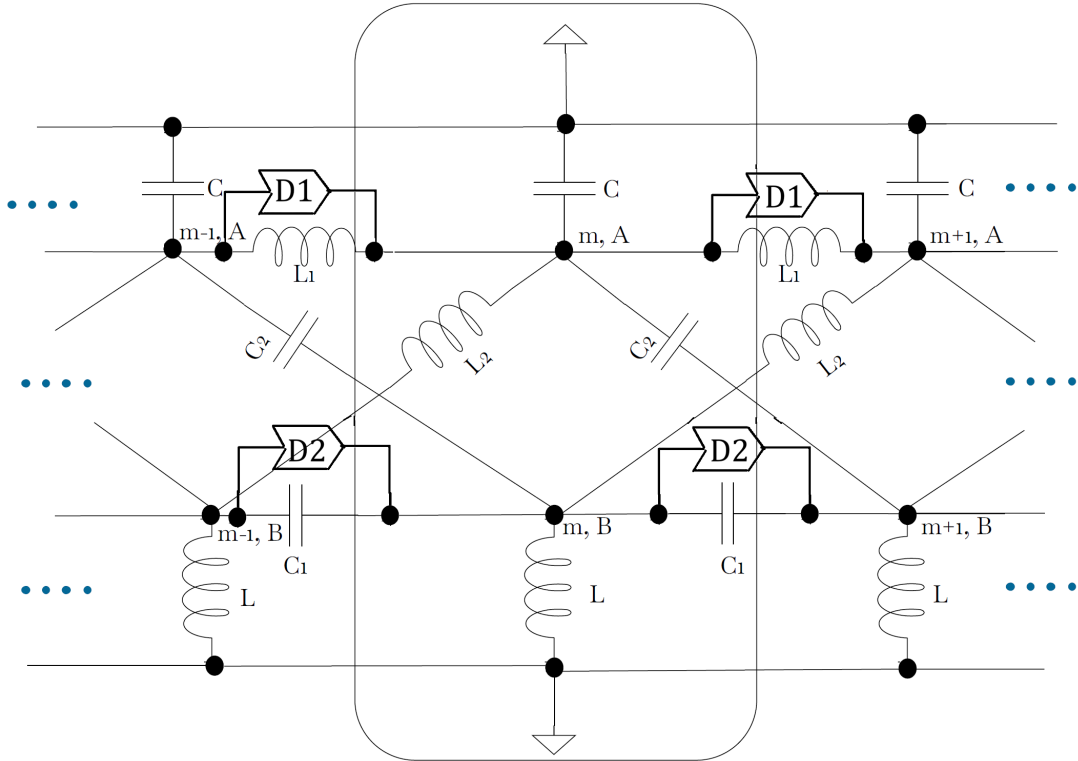 C
D1
C
D1
C
m-1, A
m, A
m+1, A
L1
L1
C2
L2
C2
L2
D2
D2
m-1, B
m, B
m+1, B
C1
C1
L
L
L